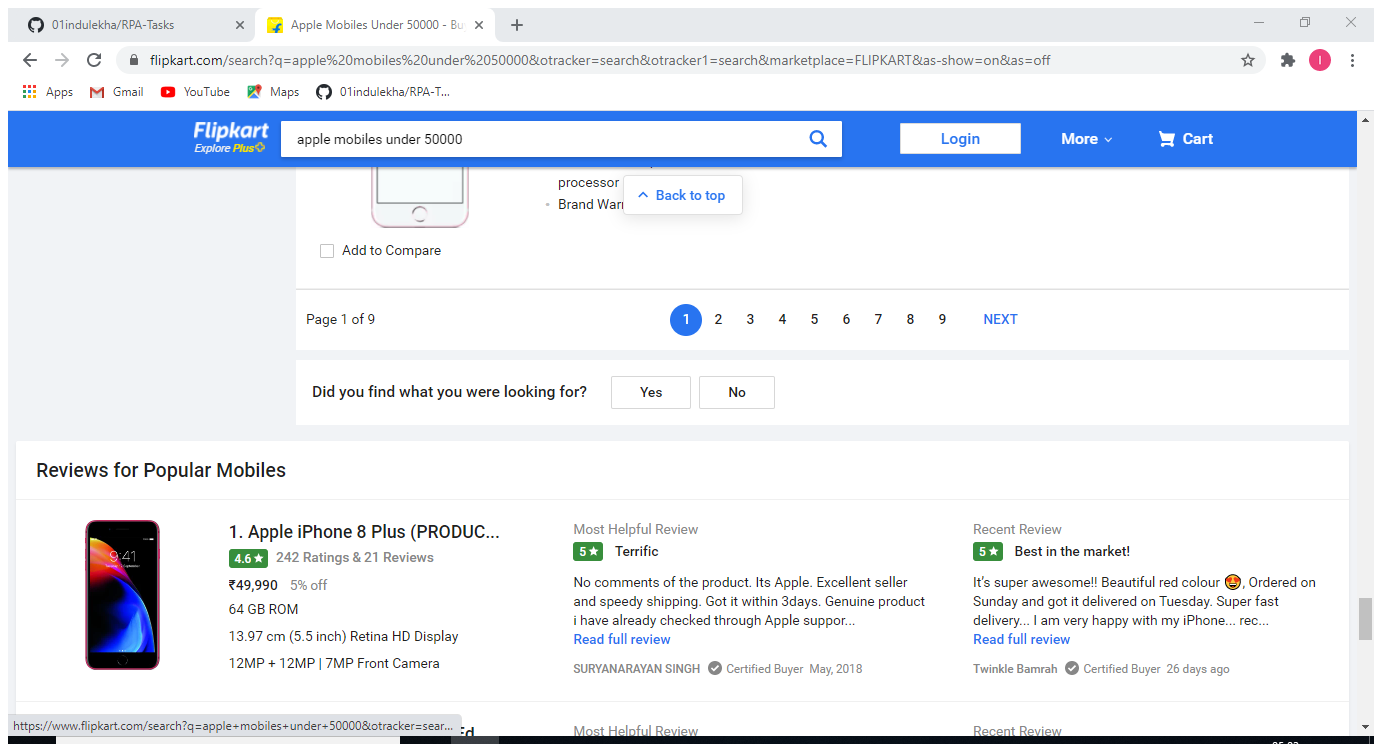 01indulekha/RPA-Tasks
Apple Mobiles Under 50000 - Bu
flipkart.com/search?q=apple%20mobiles%20under%2050000&otracker=search&otracker1=search&marketplace=FLIPKART&as-show=on&as=off
I
Apps Gmail YouTube Maps 01indulekha/RPA-T...
Flipkart
Explore Plus
apple mobiles under 50000
Login More Cart
processor
Brand Warr
Back to top
Add to Compare
Page 1 of 9
1 2 3 4 5 6 7 8 9 NEXT
Did you find what you were looking for? Yes No
Reviews for Popular Mobiles
1. Apple iPhone 8 Plus (PRODUC...
4.6★ 242 Ratings & 21 Reviews
₹49,990 5% off
64 GB ROM
13.97 cm (5.5 inch) Retina HD Display
12MP + 12MP | 7MP Front Camera
Most Helpful Review
5★ Terrific
No comments of the product. Its Apple. Excellent seller
and speedy shipping. Got it within 3days. Genuine product
i have already checked through Apple suppor...
Read full review
SURYANARAYAN SINGH Certified Buyer May, 2018
Recent Review
5★ Best in the market!
It's super awesome!! Beautiful red colour 🤩, Ordered on
Sunday and got it delivered on Tuesday. Super fast
delivery... I am very happy with my iPhone... rec...
Read full review
Twinkle Bamrah Certified Buyer 26 days ago
https://www.flipkart.com/search?q=apple+mobiles+under+50000&otracker=sear...
Most Helpful Review
Recent Review